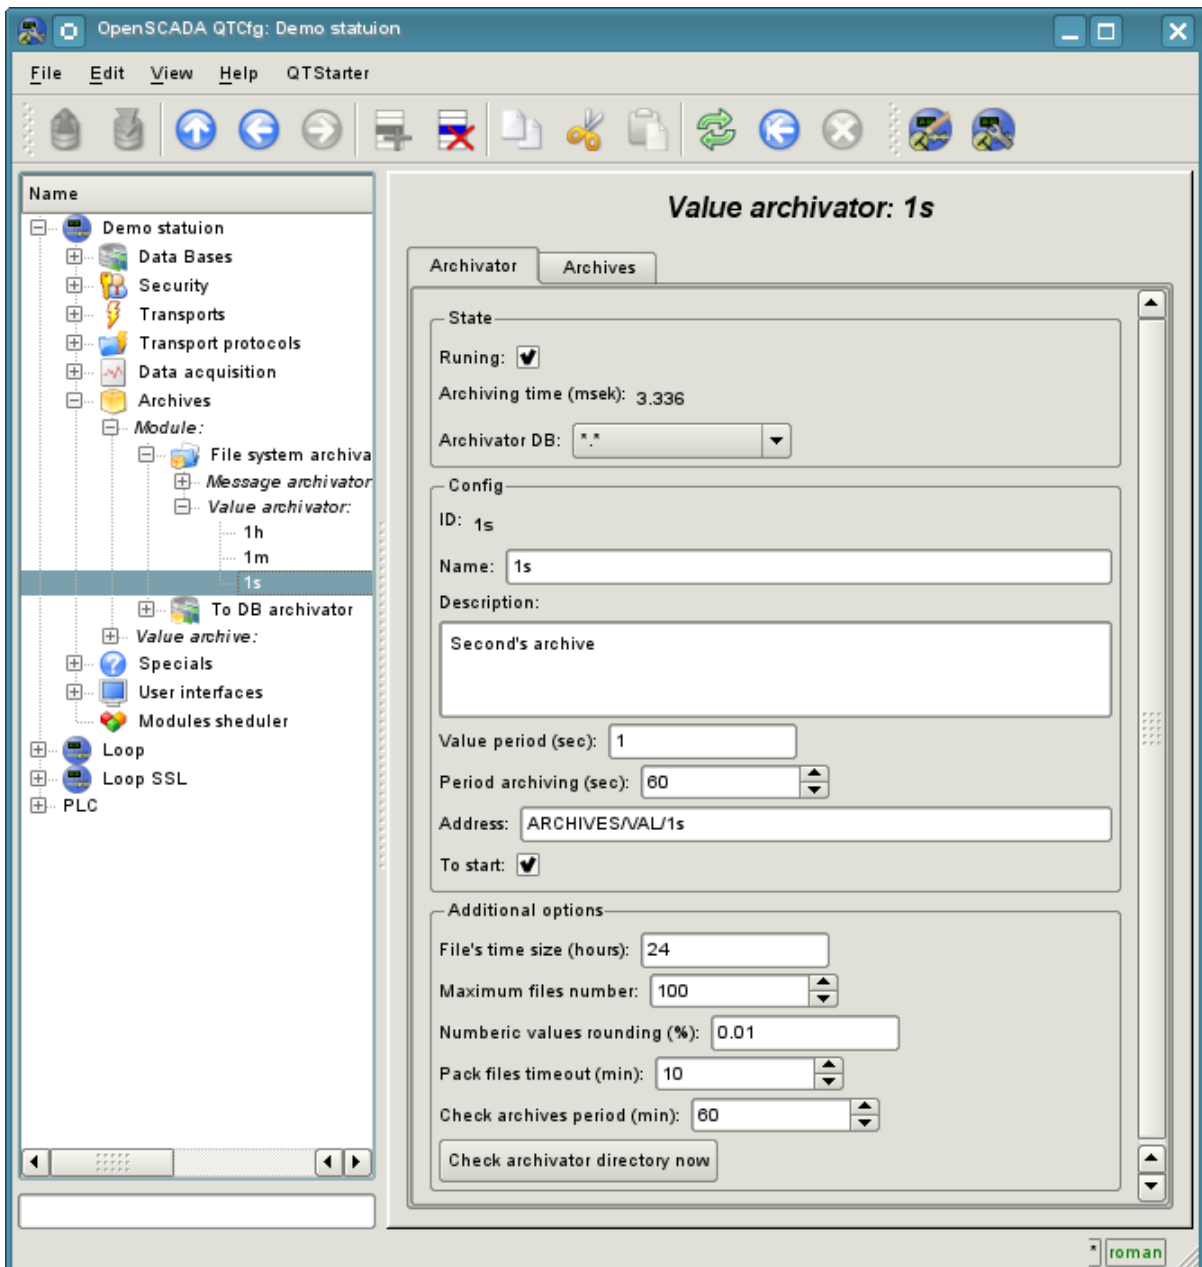 OpenSCADA QTCfg: Demo statuion
File Edit View Help QTStarter
Name
Demo statuion
Data Bases
Security
Transports
Transport protocols
Data acquisition
Archives
Module:
File system archiva
Message archivator
Value archivator:
1h
1m
1s
To DB archivator
Value archive:
Specials
User interfaces
Modules sheduler
Loop
Loop SSL
PLC
Value archivator: 1s
Archivator Archives
State
Runing:
Archiving time (msek): 3.336
Archivator DB: *.*
Config
ID: 1s
Name: 1s
Description:
Second's archive
Value period (sec): 1
Period archiving (sec): 60
Address: ARCHIVES/VAL/1s
To start:
Additional options
File's time size (hours): 24
Maximum files number: 100
Numberic values rounding (%): 0.01
Pack files timeout (min): 10
Check archives period (min): 60
Check archivator directory now
* roman